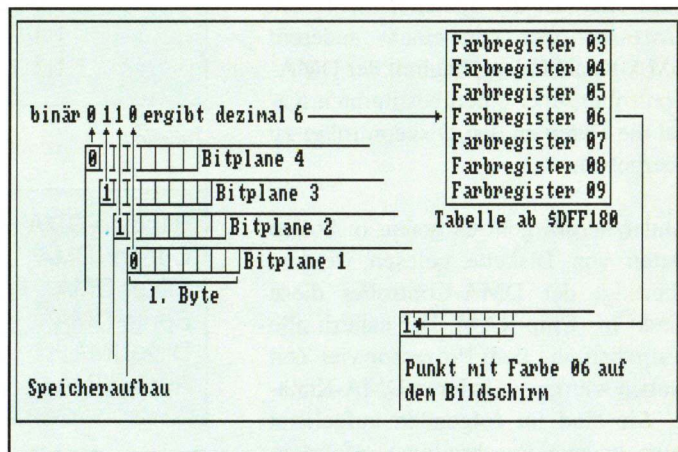 Farbregister 03
Farbregister 04
Farbregister 05
Farbregister 06
Farbregister 07
Farbregister 08
Farbregister 09
Tabelle ab $DFF180
binär 0 1 1 0 ergibt dezimal 6
0 Bitplane 4
1 Bitplane 3
1 Bitplane 2
0 Bitplane 1
1. Byte
1
Punkt mit Farbe 06 auf
dem Bildschirm
Speicheraufbau